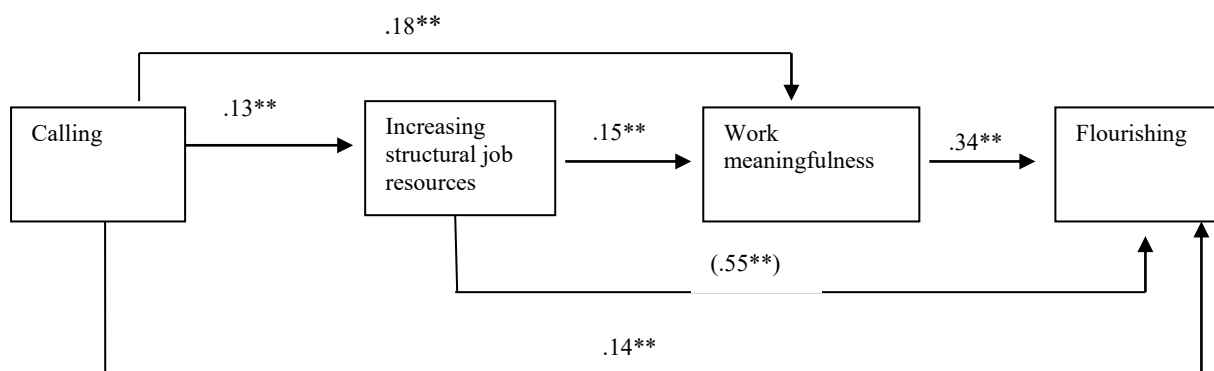 .18**
Calling
.13**
Increasing
structural job
resources
.15**
Work
meaningfulness
.34**
Flourishing
(.55**)
.14**